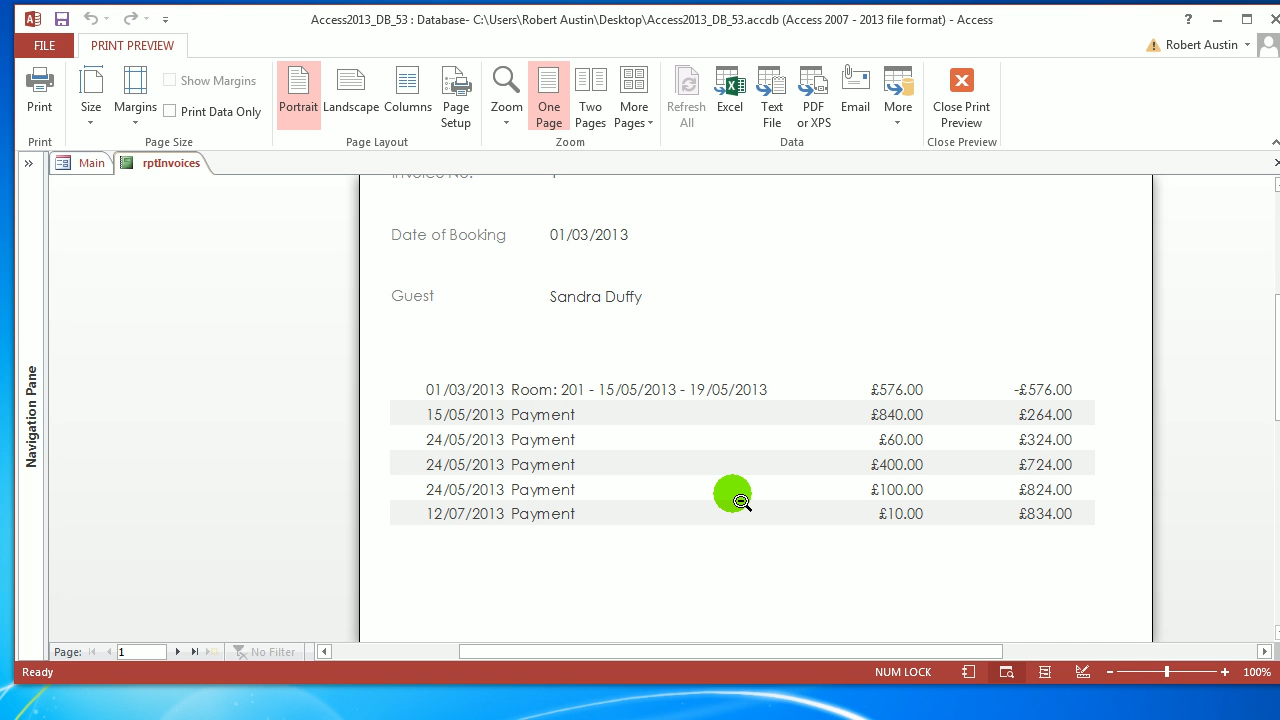 Access2013_DB_53 : Database- C:\Users\Robert Austin\Desktop\Access2013_DB_53.accdb (Access 2007 - 2013 file format) - Access
FILE PRINT PREVIEW Robert Austin
Print Size Margins Show Margins Print Data Only Portrait Landscape Columns Page Setup Zoom One Page Two Pages More Pages Refresh All Excel Text File PDF or XPS Email More Close Print Preview
Print Page Size Page Layout Zoom Data Close Preview
Main rptInvoices
Navigation Pane
Invoice No.
Date of Booking 01/03/2013
Guest Sandra Duffy
01/03/2013 Room: 201 - 15/05/2013 - 19/05/2013 £576.00 -£576.00
15/05/2013 Payment £840.00 £264.00
24/05/2013 Payment £60.00 £324.00
24/05/2013 Payment £400.00 £724.00
24/05/2013 Payment £100.00 £824.00
12/07/2013 Payment £10.00 £834.00
Page: 1 No Filter
Ready NUM LOCK 100%